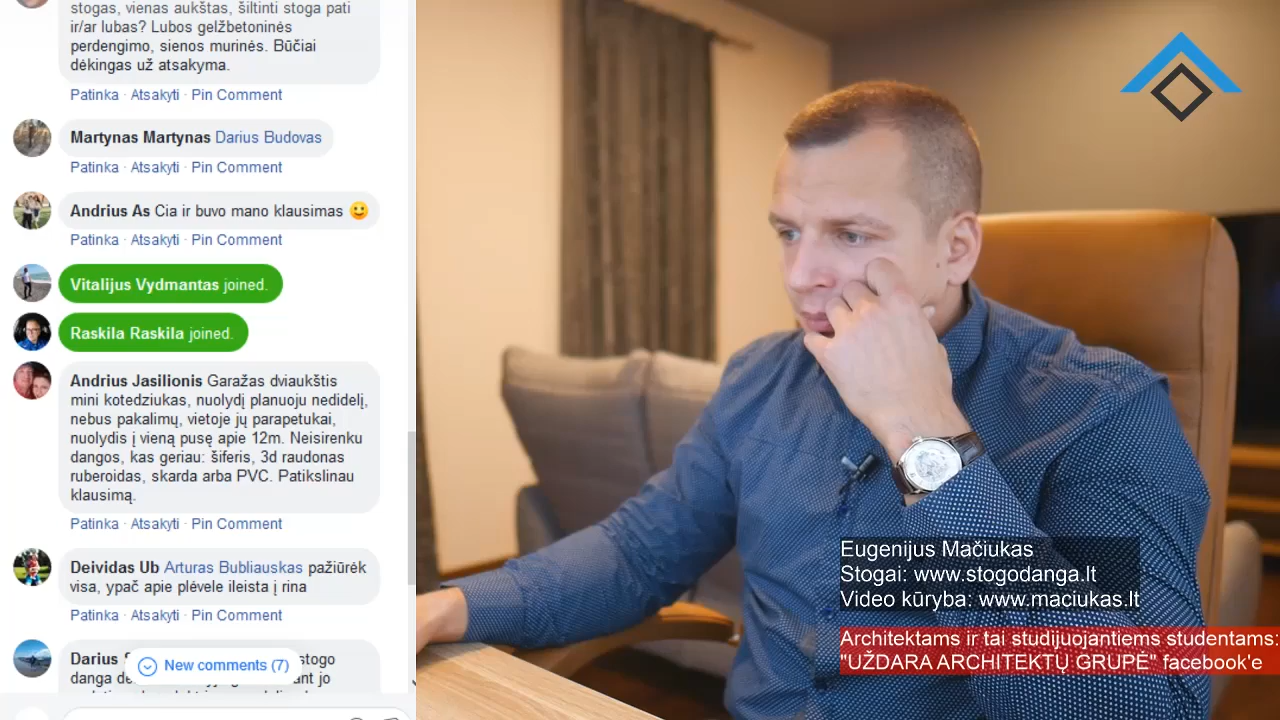 stogas, vienas aukštas, šiltinti stoga pati
ir/ar lubas? Lubos gelžbetoninės
perdengimo, sienos murinės. Būčiai
dėkingas už atsakyma.
Patinka · Atsakyti · Pin Comment
Martynas Martynas Darius Budovas
Patinka · Atsakyti · Pin Comment
Andrius As Cia ir buvo mano klausimas
Patinka · Atsakyti · Pin Comment
Vitalijus Vydmantas joined.
Raskila Raskila joined.
Andrius Jasilionis Garažas dviaukštis
mini kotedziukas, nuolydį planuoju nedidelį,
nebus pakalimų, vietoje jų parapetukai,
nuolydis į vieną pusę apie 12m. Neisirenku
dangos, kas geriau: šiferis, 3d raudonas
ruberoidas, skarda arba PVC. Patikslinau
klausimą.
Patinka · Atsakyti · Pin Comment
Deividas Ub Arturas Bubliauskas pažiūrėk
visa, ypač apie plėvele ileista į rina
Patinka · Atsakyti · Pin Comment
Darius stogo
New comments (7)
danga
Eugenijus Mačiukas
Stogai: www.stogodanga.lt
Video kūryba: www.maciukas.lt
Architektams ir tai studijuojantiems studentams:
"UŽDARA ARCHITEKTŲ GRUPĖ" facebook'e